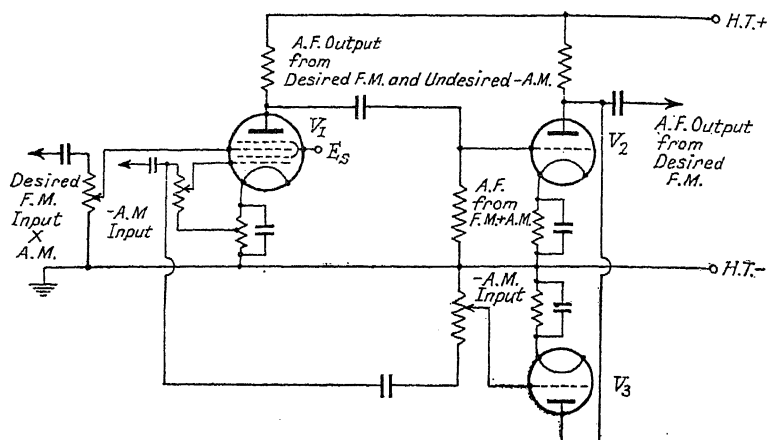 H.T.+
A.F. Output
from
Desired F.M. and Undesired -A.M.
V1
Es
V2
A.F. Output
from
Desired
F.M.
Desired
F.M.
Input
X
A.M.
-A.M
Input
A.F.
from
F.M.+A.M.
H.T.-
-A.M.
Input
V3